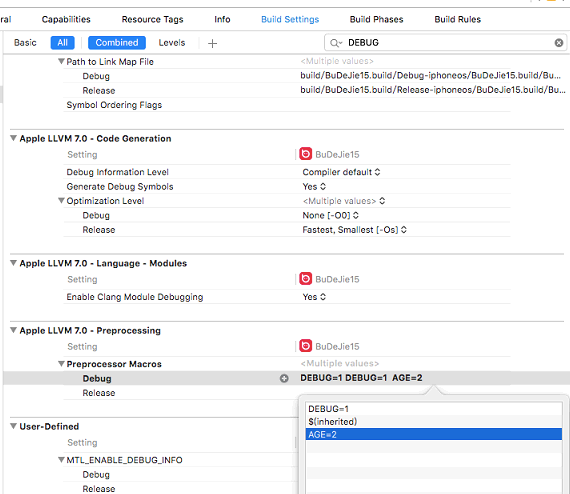 ral Capabilities Resource Tags Info Build Settings Build Phases Build Rules
Basic All Combined Levels + DEBUG
Path to Link Map File <Multiple values>
Debug build/BuDeJie15.build/Debug-iphoneos/BuDeJie15.build/Bu...
Release build/BuDeJie15.build/Release-iphoneos/BuDeJie15.build/Bu...
Symbol Ordering Flags
Apple LLVM 7.0 - Code Generation
Setting BuDeJie15
Debug Information Level Compiler default
Generate Debug Symbols Yes
Optimization Level <Multiple values>
Debug None [-O0]
Release Fastest, Smallest [-Os]
Apple LLVM 7.0 - Language - Modules
Setting BuDeJie15
Enable Clang Module Debugging Yes
Apple LLVM 7.0 - Preprocessing
Setting BuDeJie15
Preprocessor Macros <Multiple values>
Debug DEBUG=1 DEBUG=1 AGE=2
Release
DEBUG=1
$(inherited)
AGE=2
User-Defined
Setting
MTL_ENABLE_DEBUG_INFO
Debug
Release